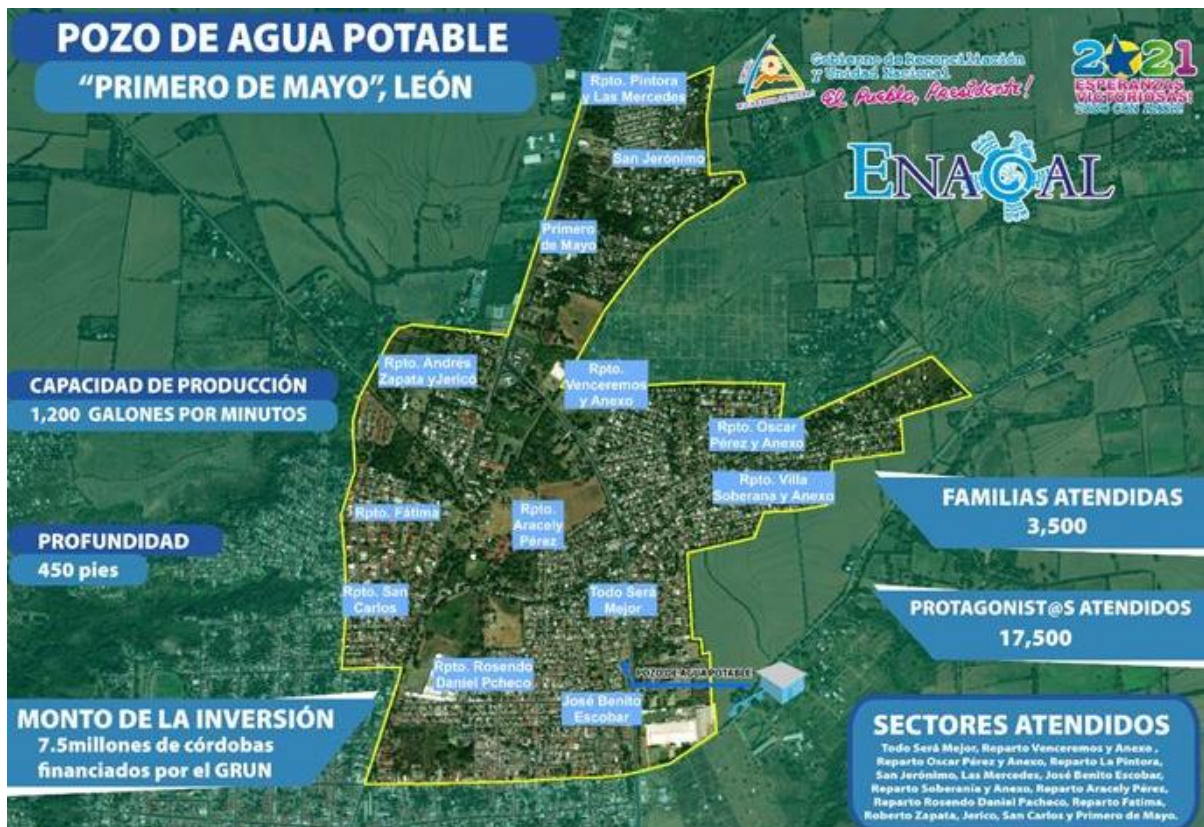 POZO DE AGUA POTABLE
“PRIMERO DE MAYO”, LEÓN
Gobierno de Reconciliación
y Unidad Nacional
El Pueblo, Presidente!
2021
ESPERANZAS
VICTORIOSAS!
ENACAL
Rpto. Pintora
y Las Mercedes
San Jerónimo
Primero
de Mayo
Rpto. Andrés
Zapata yJerico
Rpto.
Venceremos
y Anexo
CAPACIDAD DE PRODUCCIÓN
1,200 GALONES POR MINUTOS
Rpto. Oscar
Pérez y Anexo
Rpto. Villa
Soberana y Anexo
Rpto. Fátima
Rpto.
Aracely
Pérez
FAMILIAS ATENDIDAS
3,500
PROFUNDIDAD
450 pies
Rpto. San
Carlos
Todo Será
Mejor
PROTAGONIST@S ATENDIDOS
17,500
Rpto. Rosendo
Daniel Pcheco
POZO DE AGUA POTABLE
José Benito
Escobar
MONTO DE LA INVERSIÓN
7.5millones de córdobas
financiados por el GRUN
SECTORES ATENDIDOS
Todo Será Mejor, Reparto Venceremos y Anexo ,
Reparto Oscar Pérez y Anexo, Reparto La Pintora,
San Jerónimo, Las Mercedes, José Benito Escobar,
Reparto Soberania y Anexo, Reparto Aracely Pérez,
Reparto Rosendo Daniel Pacheco, Reparto Fatima,
Roberto Zapata, Jerico, San Carlos y Primero de Mayo.